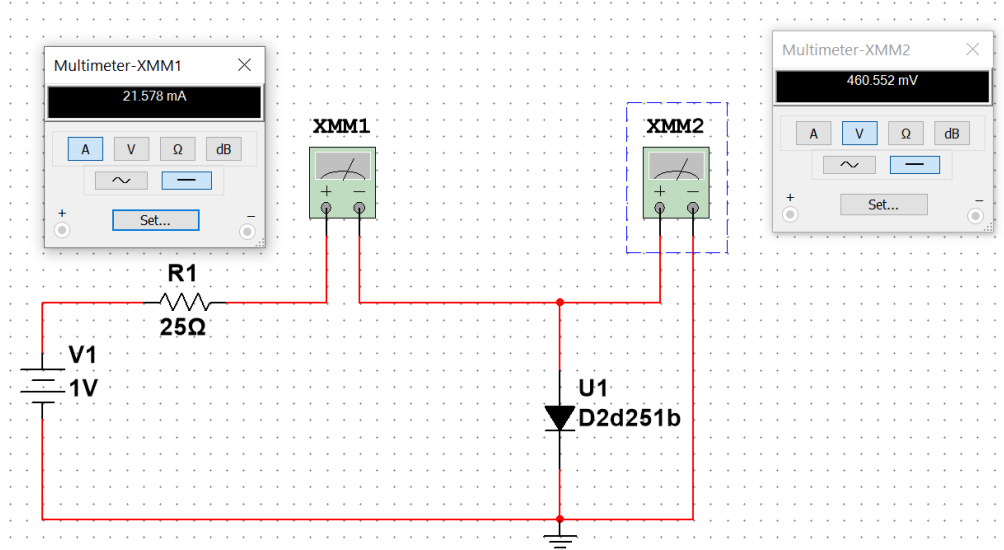 Multimeter-XMM1
21.578 mA
A V Ω dB
Set...
+ −
XMM1
+ −
XMM2
+ −
Multimeter-XMM2
460.552 mV
A V Ω dB
Set...
+ −
R1
25Ω
V1
1V
U1
D2d251b